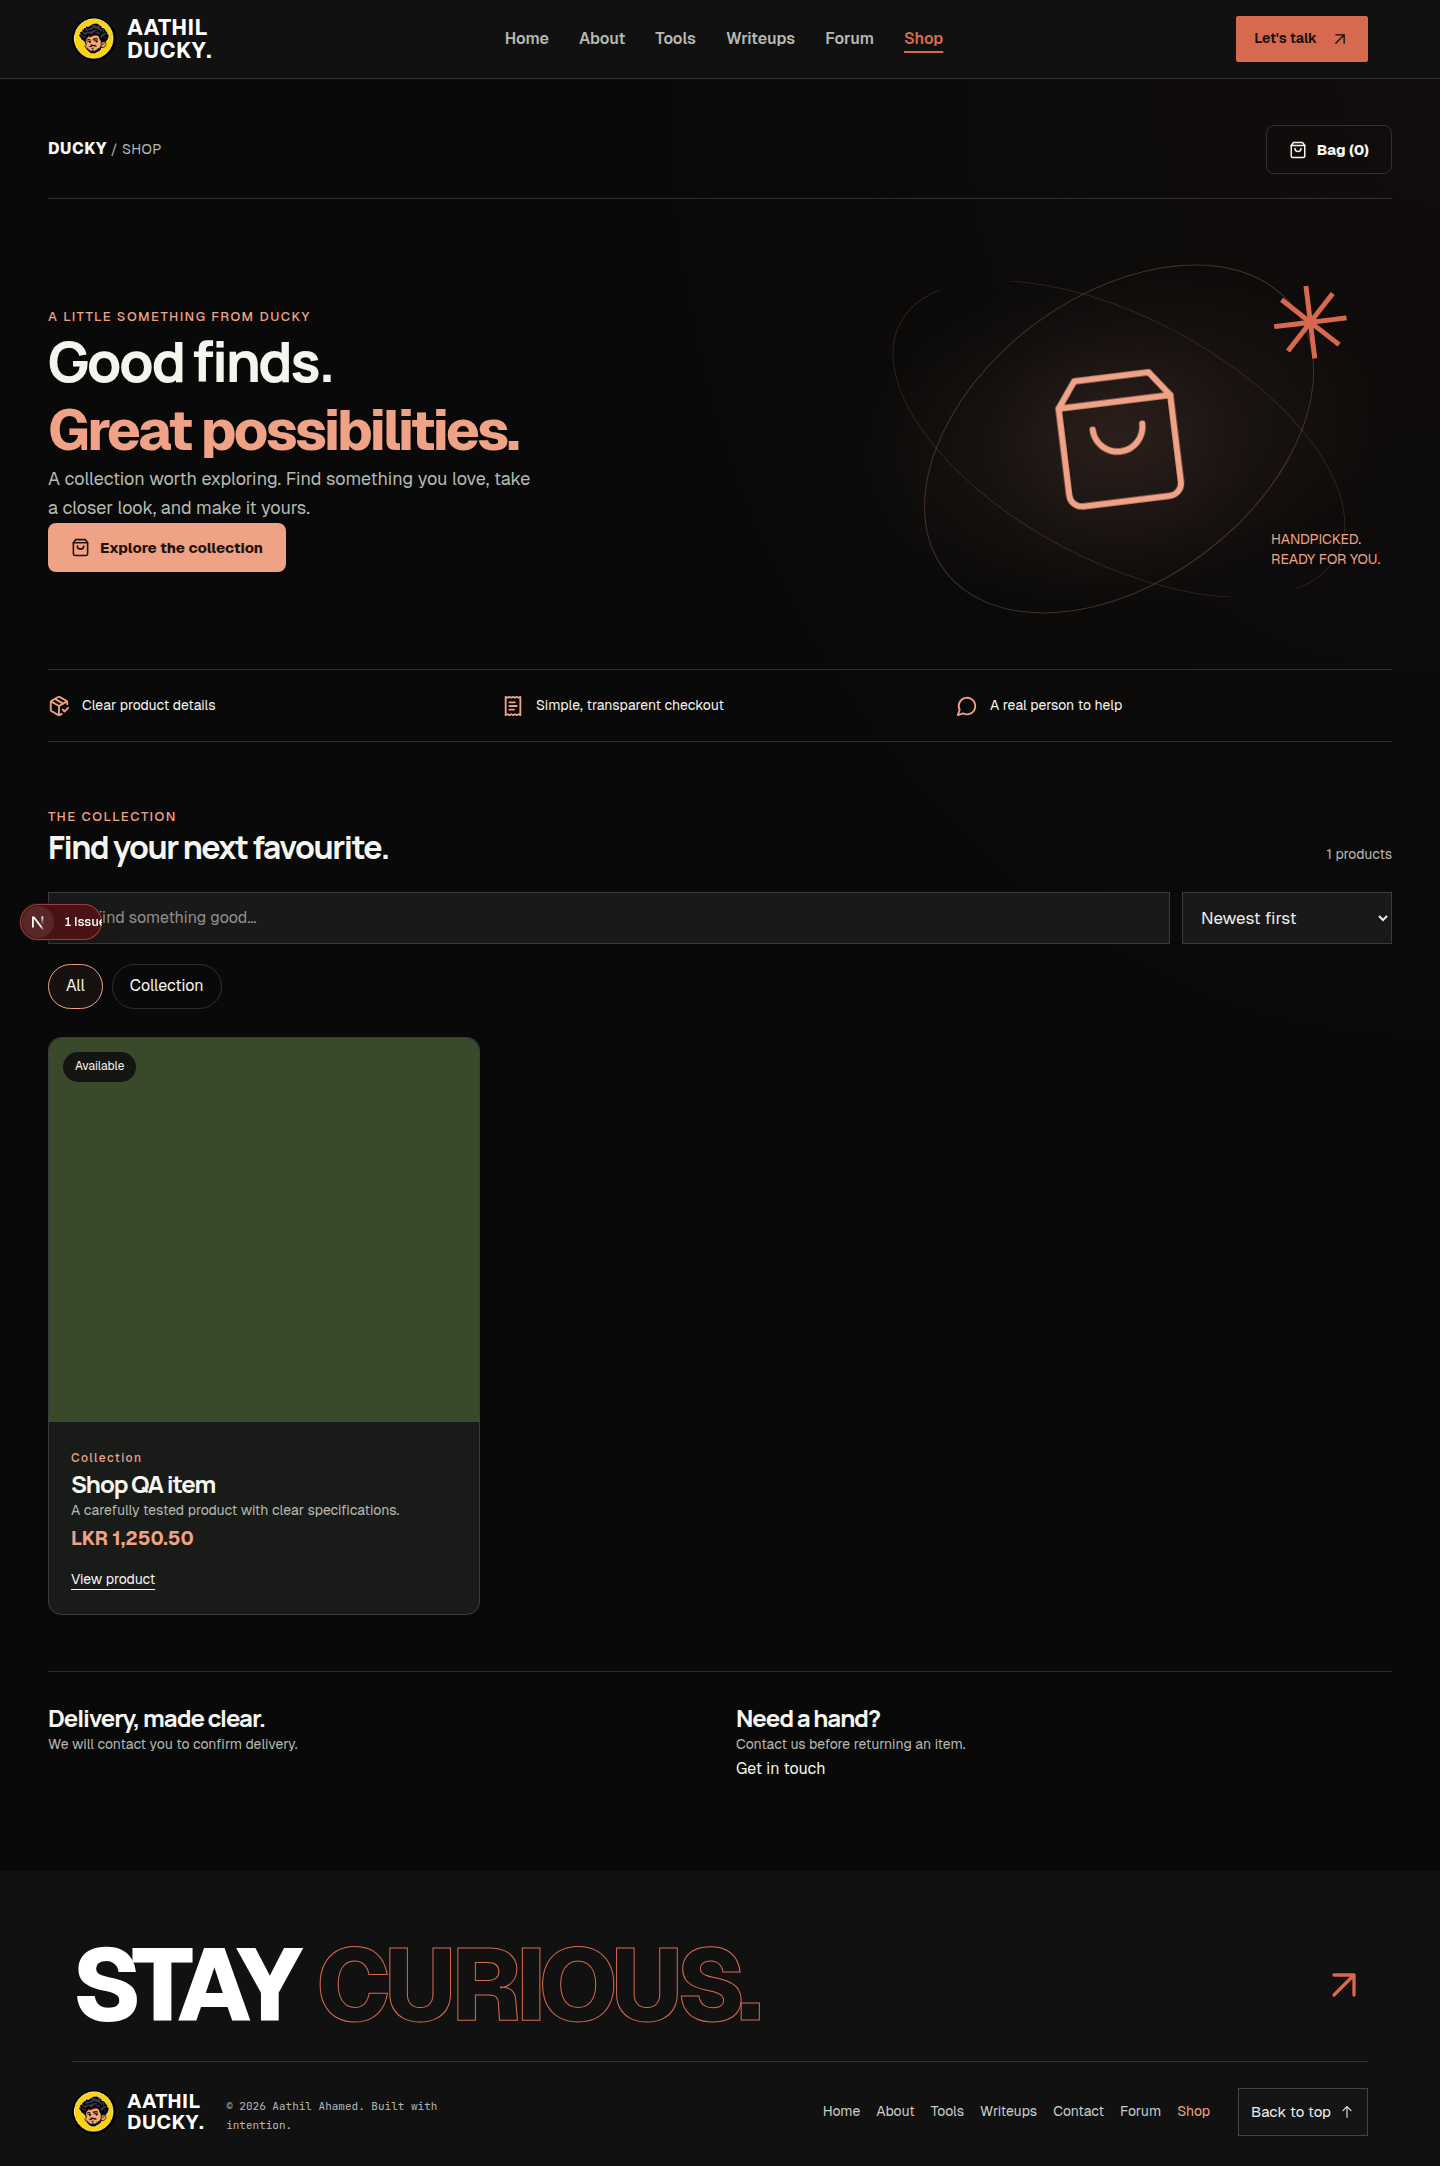 AATHIL
DUCKY.
Home About Tools Writeups Forum Shop
Let's talk
DUCKY / SHOP
Bag (0)
A LITTLE SOMETHING FROM DUCKY
Good finds.
Great possibilities.
A collection worth exploring. Find something you love, take
a closer look, and make it yours.
Explore the collection
HANDPICKED.
READY FOR YOU.
Clear product details
Simple, transparent checkout
A real person to help
THE COLLECTION
Find your next favourite.
1 products
N 1 Issue
find something good...
Newest first
All Collection
Available
Collection
Shop QA item
A carefully tested product with clear specifications.
LKR 1,250.50
View product
Delivery, made clear.
We will contact you to confirm delivery.
Need a hand?
Contact us before returning an item.
Get in touch
STAY CURIOUS.
AATHIL
DUCKY.
© 2026 Aathil Ahamed. Built with
intention.
Home About Tools Writeups Contact Forum Shop
Back to top